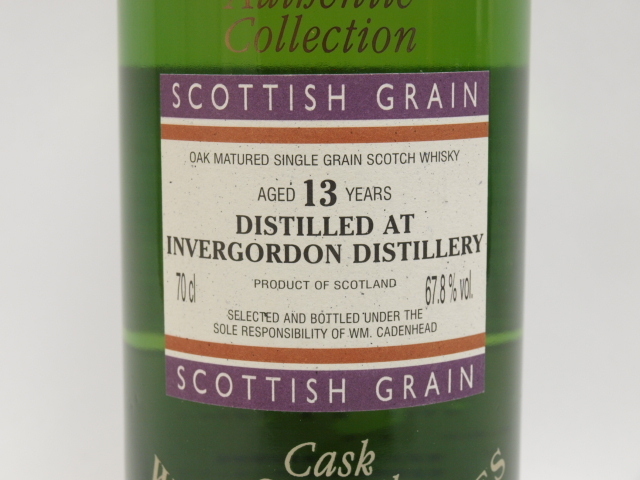 Authentic
Collection
SCOTTISH GRAIN
OAK MATURED SINGLE GRAIN SCOTCH WHISKY
AGED 13 YEARS
DISTILLED AT
INVERGORDON DISTILLERY
70 cl
PRODUCT OF SCOTLAND
67.8 % vol.
SELECTED AND BOTTLED UNDER THE
SOLE RESPONSIBILITY OF WM. CADENHEAD
SCOTTISH GRAIN
Cask